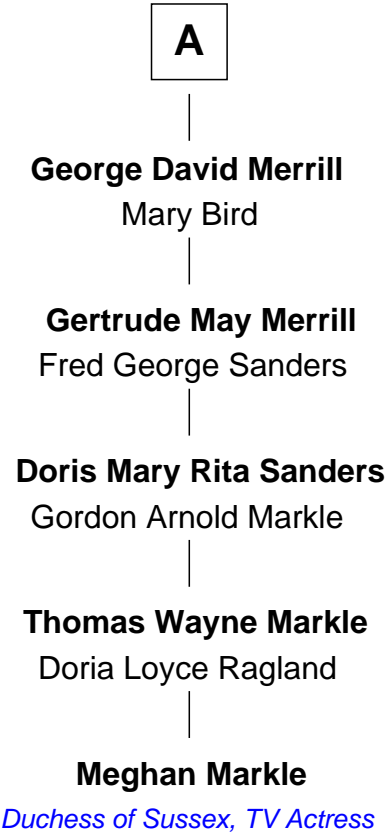 A
George David Merrill
Mary Bird
Gertrude May Merrill
Fred George Sanders
Doris Mary Rita Sanders
Gordon Arnold Markle
Thomas Wayne Markle
Doria Loyce Ragland
Meghan Markle
Duchess of Sussex, TV Actress